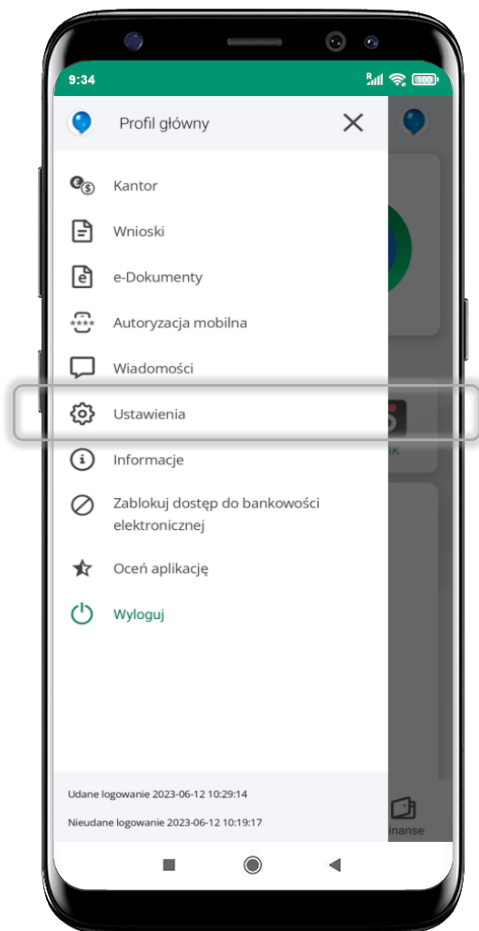 9:34
Profil główny
Kantor
Wnioski
e-Dokumenty
Autoryzacja mobilna
Wiadomości
Ustawienia
Informacje
Zablokuj dostęp do bankowości
elektronicznej
Oceń aplikację
Wyloguj
Udane logowanie 2023-06-12 10:29:14
Nieudane logowanie 2023-06-12 10:19:17